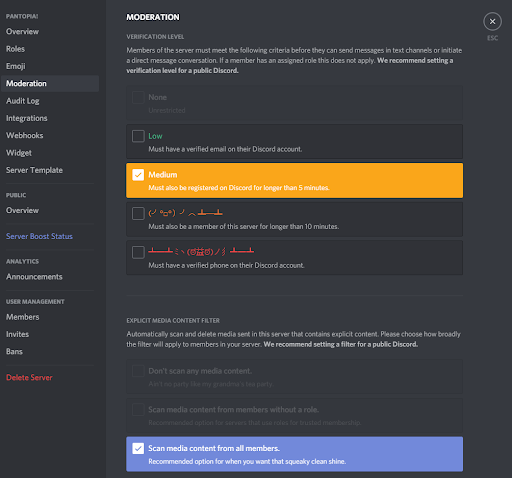 PANTOPIA!
Overview
Roles
Emoji
Moderation
Audit Log
Integrations
Webhooks
Widget
Server Template
PUBLIC
Overview
Server Boost Status
ANALYTICS
Announcements
USER MANAGEMENT
Members
Invites
Bans
Delete Server
MODERATION
VERIFICATION LEVEL
Members of the server must meet the following criteria before they can send messages in text channels or initiate
a direct message conversation. If a member has an assigned role this does not apply. We recommend setting a
verification level for a public Discord.
None
Unrestricted
Low
Must have a verified email on their Discord account.
Medium
Must also be registered on Discord for longer than 5 minutes.
(╯°□°）╯︵ ┻━┻
Must also be a member of this server for longer than 10 minutes.
┻━┻ミヽ(ಠ益ಠ)ノ彡┻━┻
Must have a verified phone on their Discord account.
EXPLICIT MEDIA CONTENT FILTER
Automatically scan and delete media sent in this server that contains explicit content. Please choose how broadly
the filter will apply to members in your server. We recommend setting a filter for a public Discord.
Don't scan any media content.
Ain't no party like my grandma's tea party.
Scan media content from members without a role.
Recommended option for servers that use roles for trusted membership.
Scan media content from all members.
Recommended option for when you want that squeaky clean shine.
ESC